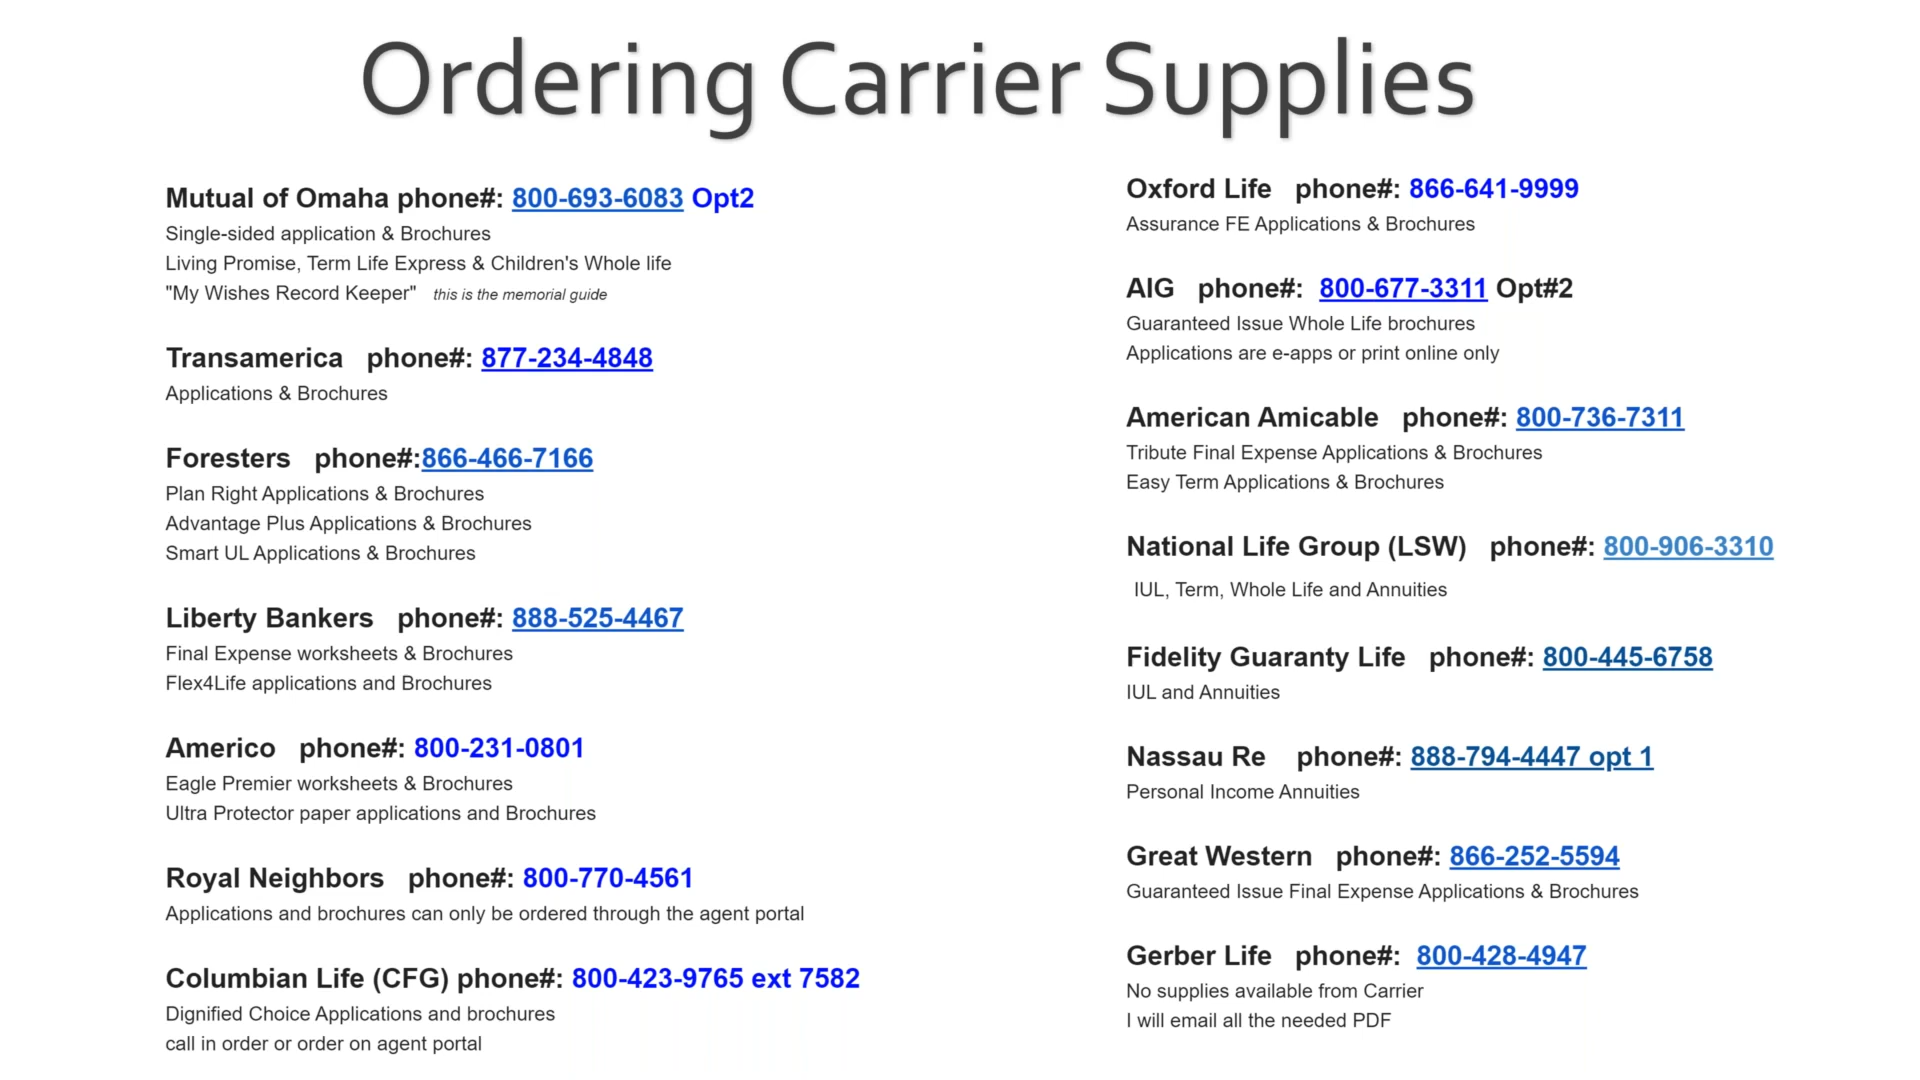 Ordering Carrier Supplies
Mutual of Omaha phone#: 800-693-6083 Opt2
Single-sided application & Brochures
Living Promise, Term Life Express & Children's Whole life
"My Wishes Record Keeper" this is the memorial guide
Transamerica phone#: 877-234-4848
Applications & Brochures
Foresters phone#:866-466-7166
Plan Right Applications & Brochures
Advantage Plus Applications & Brochures
Smart UL Applications & Brochures
Liberty Bankers phone#: 888-525-4467
Final Expense worksheets & Brochures
Flex4Life applications and Brochures
Americo phone#: 800-231-0801
Eagle Premier worksheets & Brochures
Ultra Protector paper applications and Brochures
Royal Neighbors phone#: 800-770-4561
Applications and brochures can only be ordered through the agent portal
Columbian Life (CFG) phone#: 800-423-9765 ext 7582
Dignified Choice Applications and brochures
call in order or order on agent portal
Oxford Life phone#: 866-641-9999
Assurance FE Applications & Brochures
AIG phone#: 800-677-3311 Opt#2
Guaranteed Issue Whole Life brochures
Applications are e-apps or print online only
American Amicable phone#: 800-736-7311
Tribute Final Expense Applications & Brochures
Easy Term Applications & Brochures
National Life Group (LSW) phone#: 800-906-3310
IUL, Term, Whole Life and Annuities
Fidelity Guaranty Life phone#: 800-445-6758
IUL and Annuities
Nassau Re phone#: 888-794-4447 opt 1
Personal Income Annuities
Great Western phone#: 866-252-5594
Guaranteed Issue Final Expense Applications & Brochures
Gerber Life phone#: 800-428-4947
No supplies available from Carrier
I will email all the needed PDF